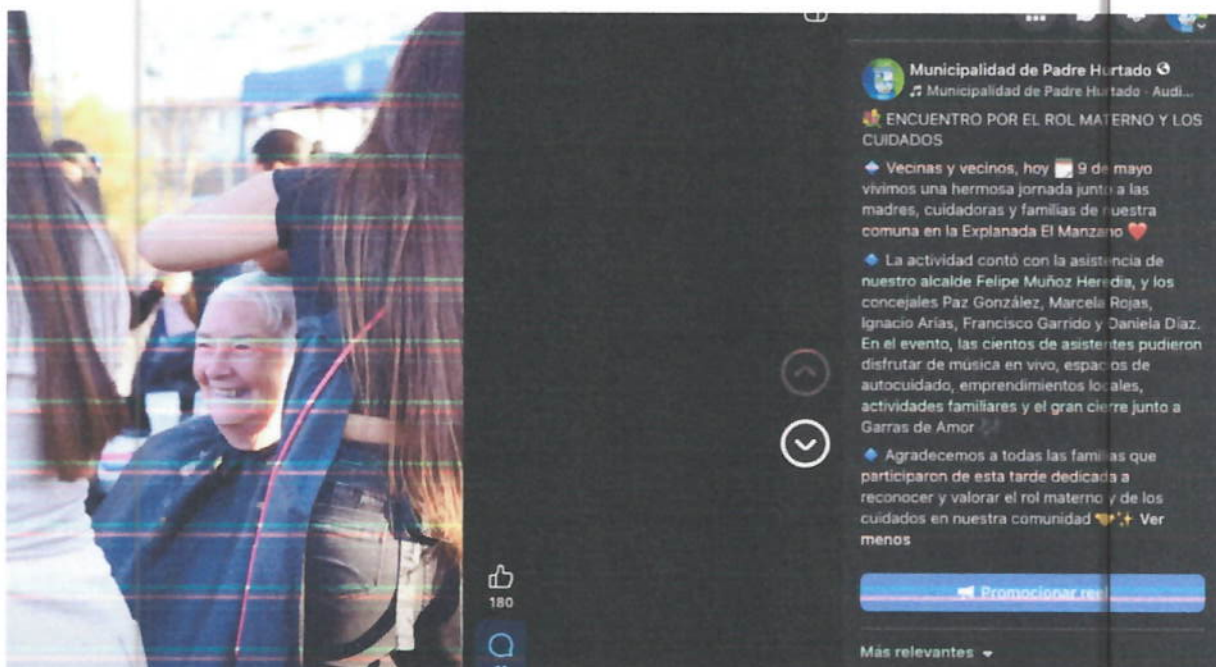 Municipalidad de Padre Hurtado
Municipalidad de Padre Hurtado · Audi...
ENCUENTRO POR EL ROL MATERNO Y LOS
CUIDADOS
Vecinas y vecinos, hoy 9 de mayo
vivimos una hermosa jornada junto a las
madres, cuidadoras y familias de nuestra
comuna en la Explanada El Manzano
La actividad contó con la asistencia de
nuestro alcalde Felipe Muñoz Heredia, y los
concejales Paz González, Marcela Rojas,
Ignacio Arias, Francisco Garrido y Daniela Díaz.
En el evento, las cientos de asistentes pudieron
disfrutar de música en vivo, espacios de
autocuidado, emprendimientos locales,
actividades familiares y el gran cierre junto a
Garras de Amor
Agradecemos a todas las familias que
participaron de esta tarde dedicada a
reconocer y valorar el rol materno y de los
cuidados en nuestra comunidad Ver
menos
180
Promocionar reel
Más relevantes